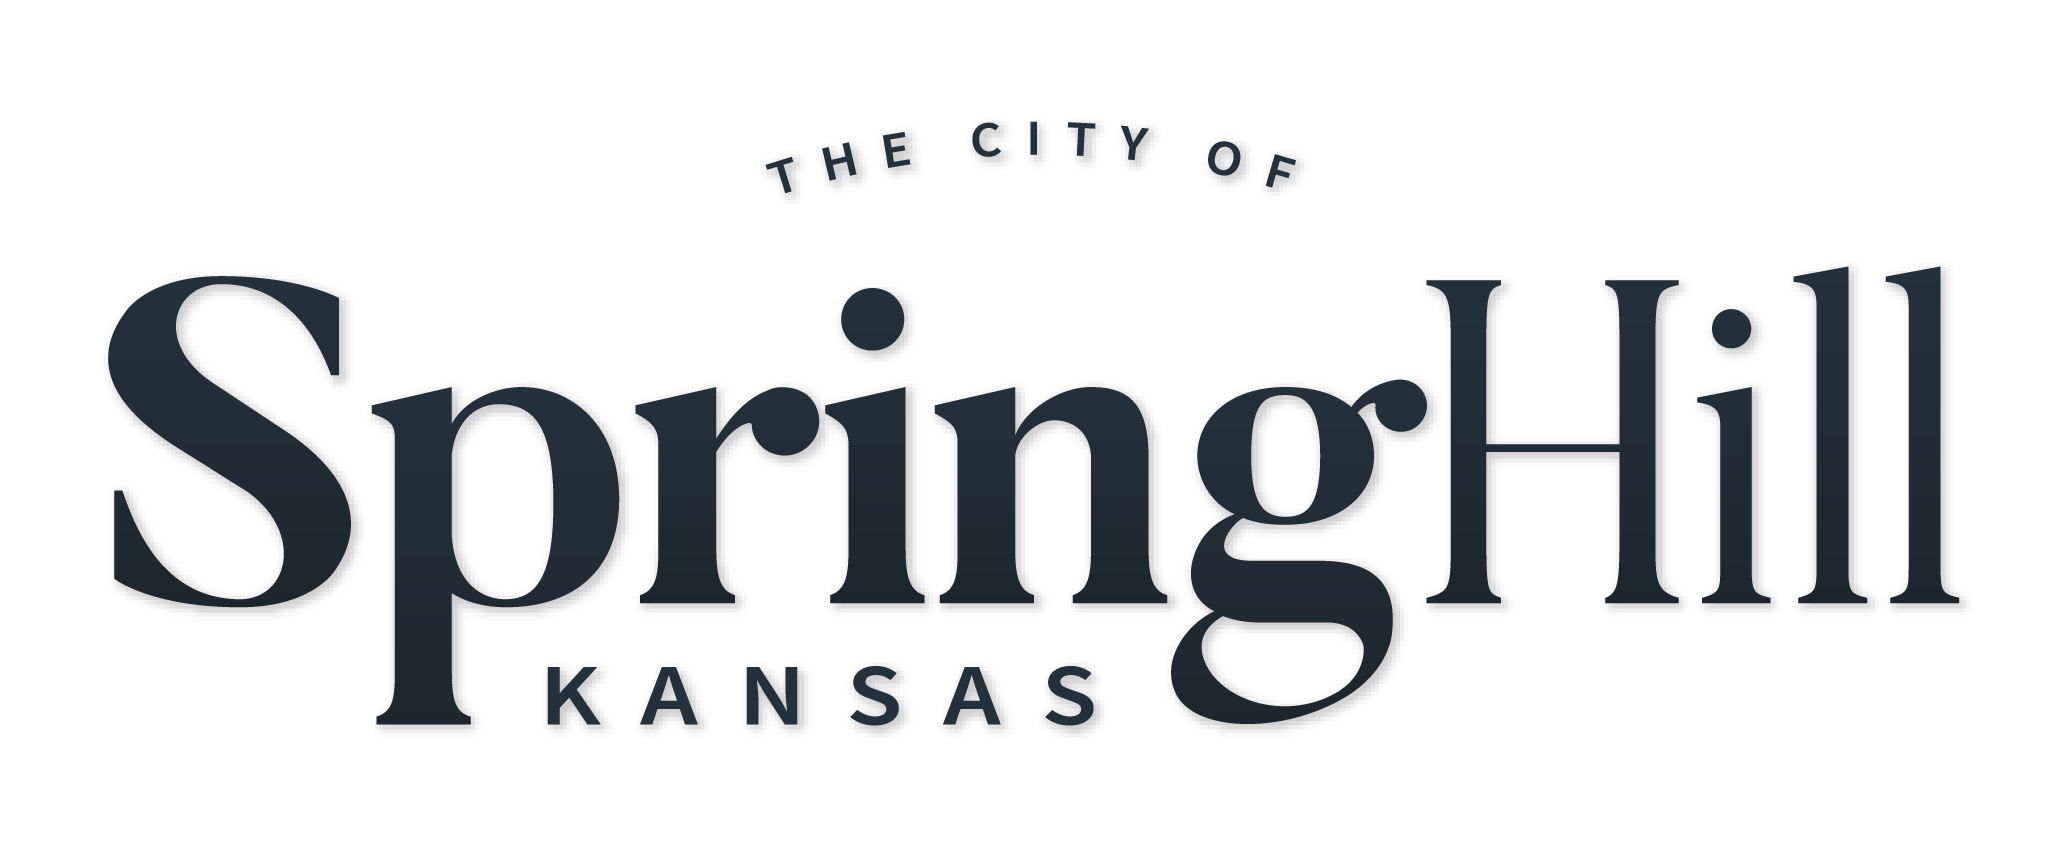 THE CITY OF
SpringHill
KANSAS